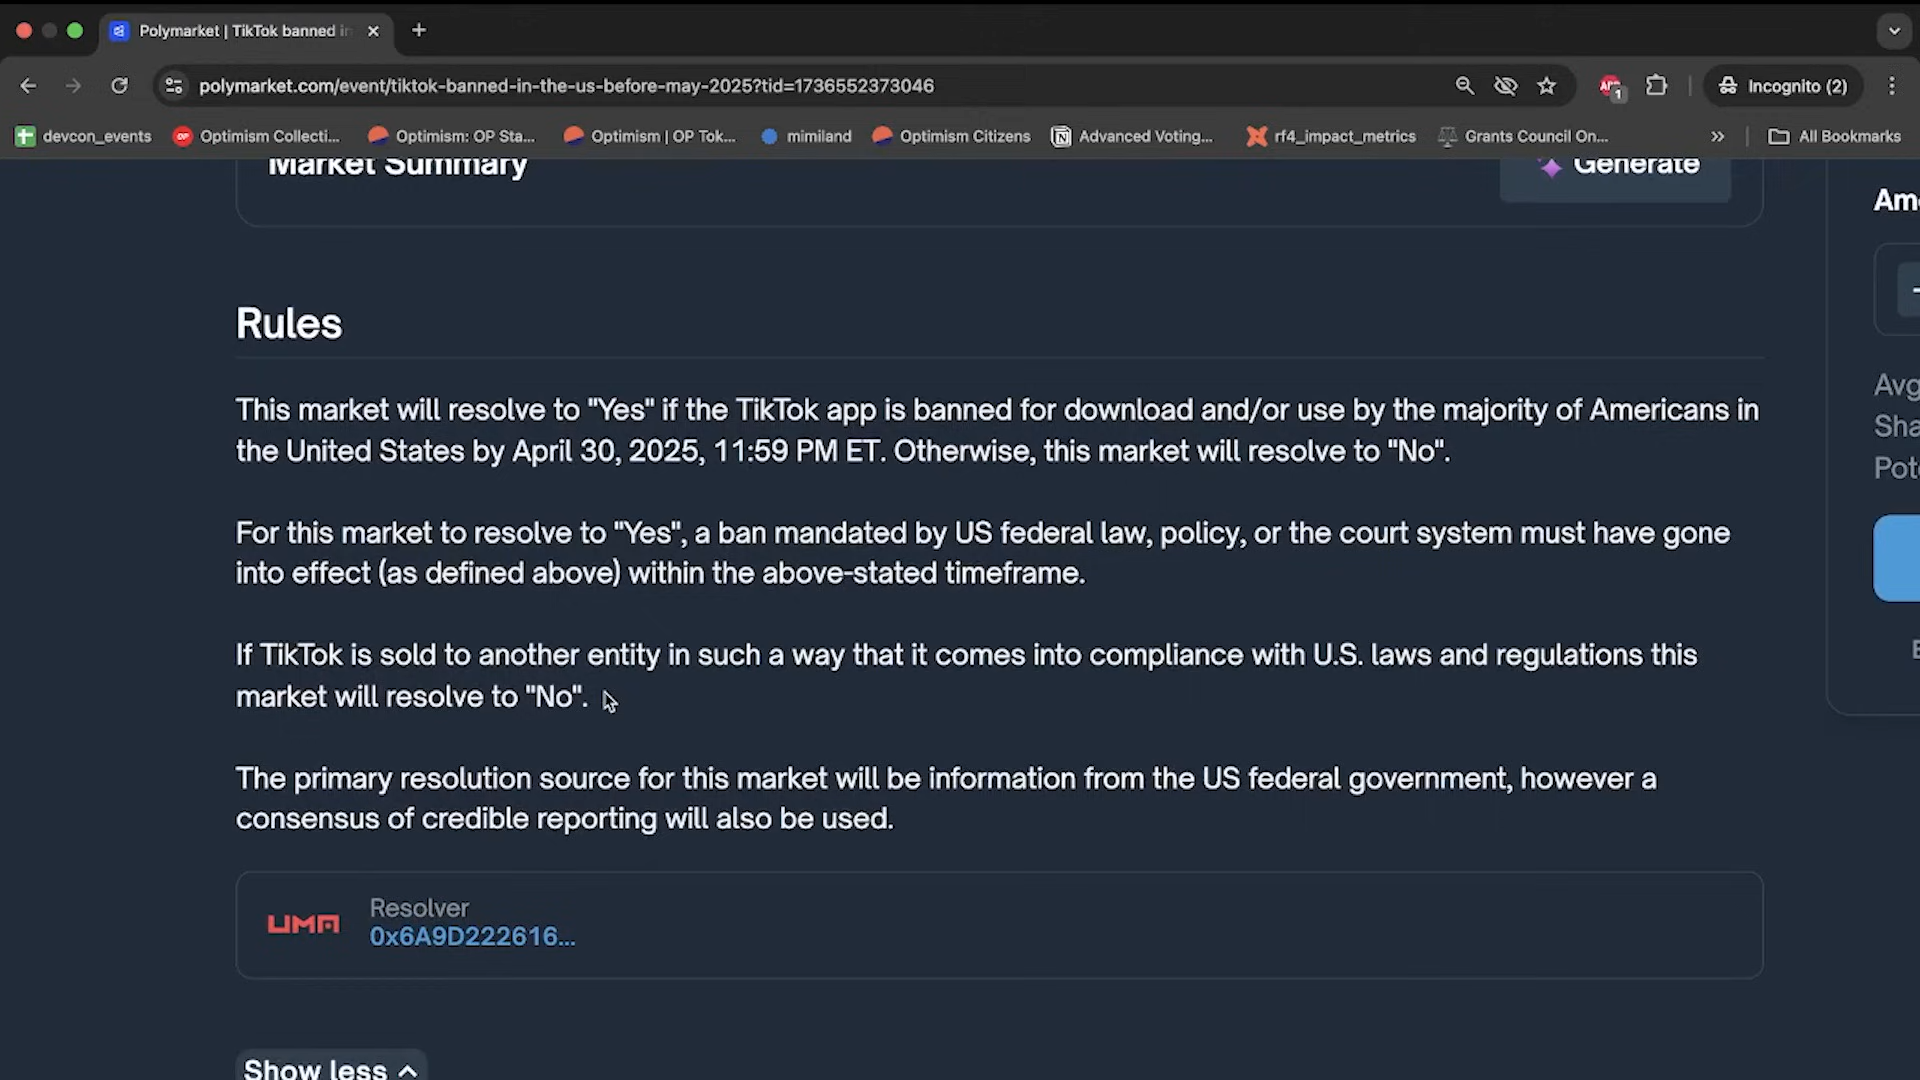 Polymarket | TikTok banned in
polymarket.com/event/tiktok-banned-in-the-us-before-may-2025?tid=1736552373046
ABP
1
Incognito (2)
devcon_events
OP
Optimism Collecti...
Optimism: OP Sta...
Optimism | OP Tok...
mimiland
Optimism Citizens
Advanced Voting...
rf4_impact_metrics
Grants Council On...
All Bookmarks
Market Summary
Generate
Rules
This market will resolve to "Yes" if the TikTok app is banned for download and/or use by the majority of Americans in
the United States by April 30, 2025, 11:59 PM ET. Otherwise, this market will resolve to "No".
For this market to resolve to "Yes", a ban mandated by US federal law, policy, or the court system must have gone
into effect (as defined above) within the above-stated timeframe.
If TikTok is sold to another entity in such a way that it comes into compliance with U.S. laws and regulations this
market will resolve to "No".
The primary resolution source for this market will be information from the US federal government, however a
consensus of credible reporting will also be used.
UMA
Resolver
0x6A9D222616...
Show less
Am
Avg
Sha
Pot